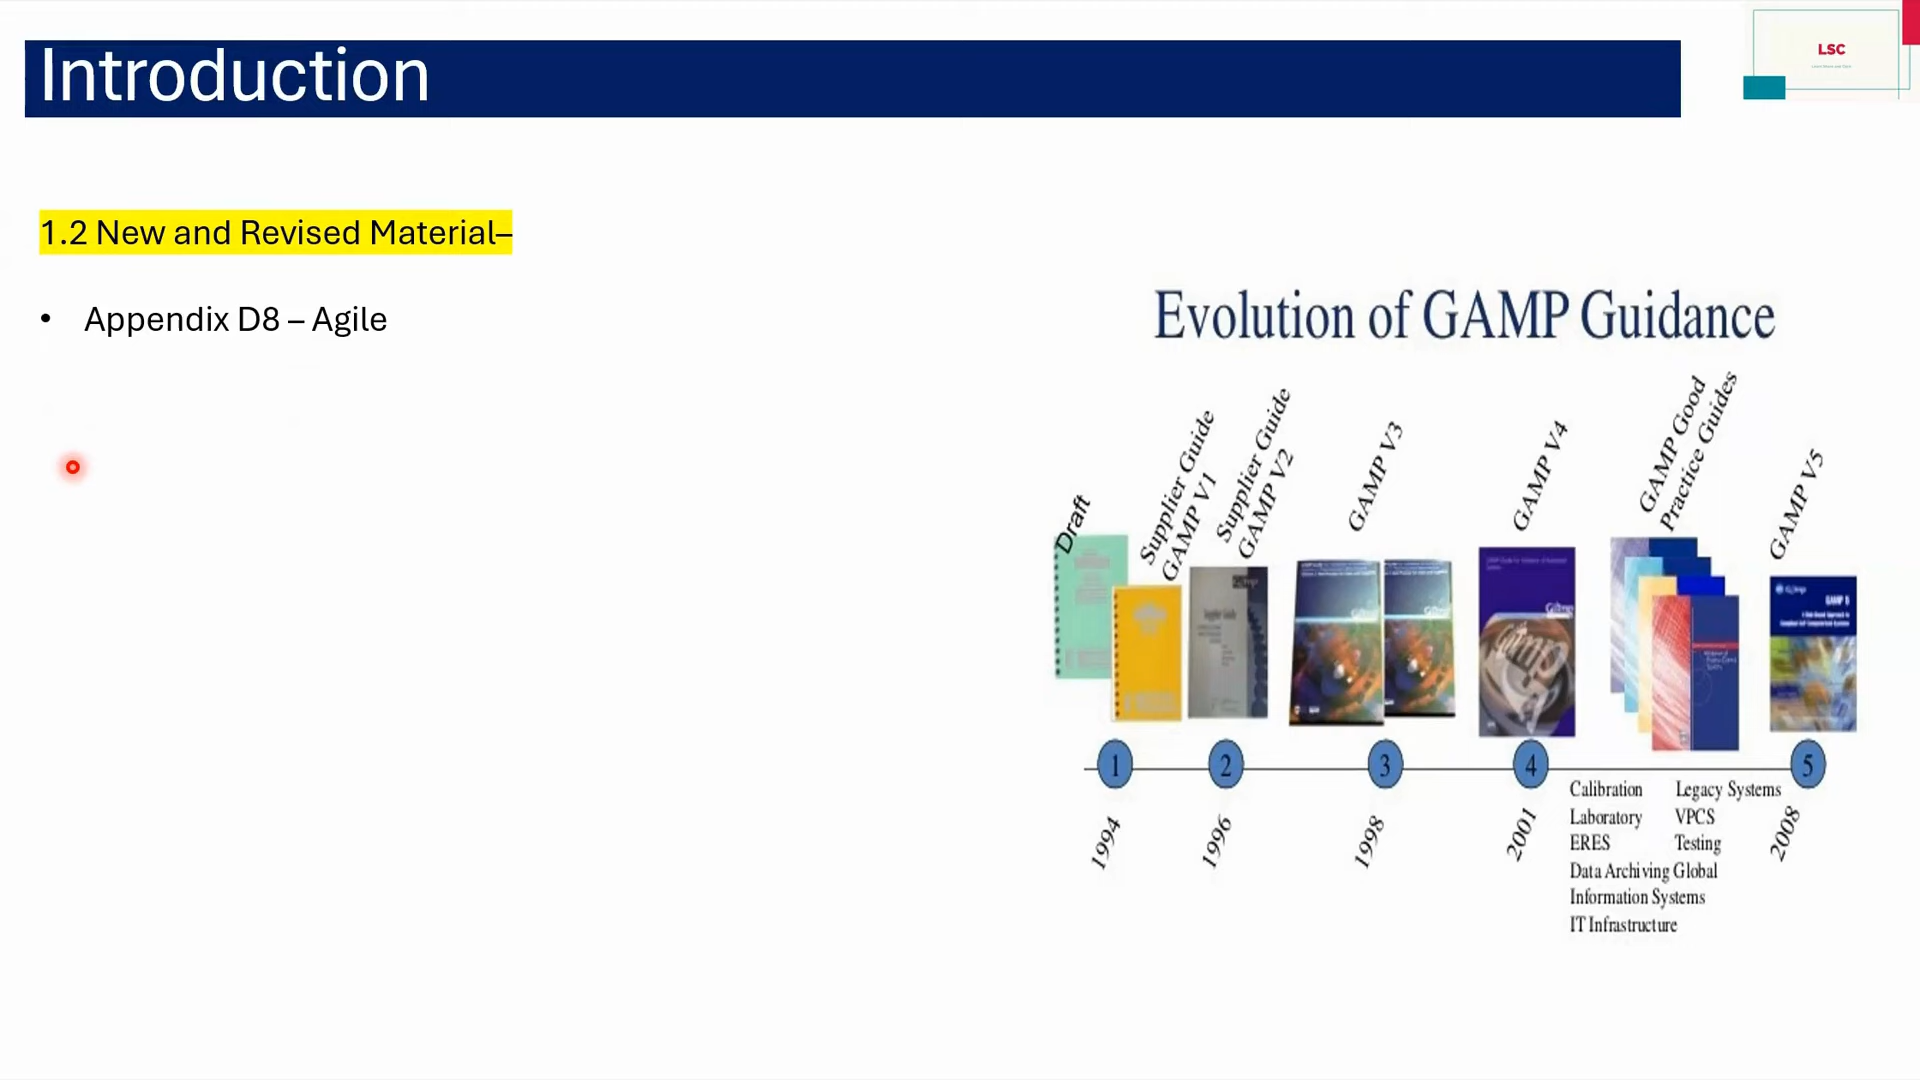 Introduction
LSC
1.2 New and Revised Material–
• Appendix D8 – Agile
Evolution of GAMP Guidance
Draft
Supplier Guide
GAMP V1
Supplier Guide
GAMP V2
GAMP V3
GAMP V4
GAMP Good
Practice Guides
GAMP V5
GAMP 5
1
2
3
4
5
1994
1996
1998
2001
2008
Calibration Legacy Systems
Laboratory VPCS
ERES Testing
Data Archiving Global
Information Systems
IT Infrastructure